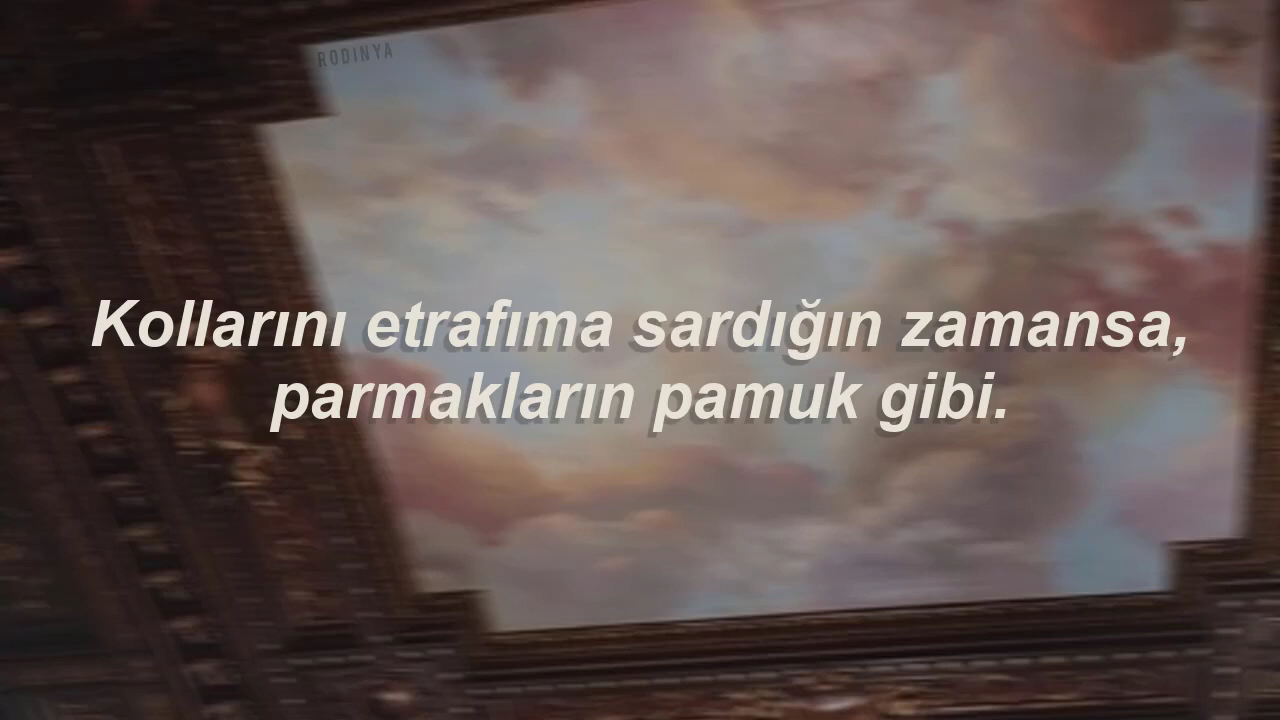 RODINYA
Kollarını etrafıma sardığın zamansa,
parmakların pamuk gibi.